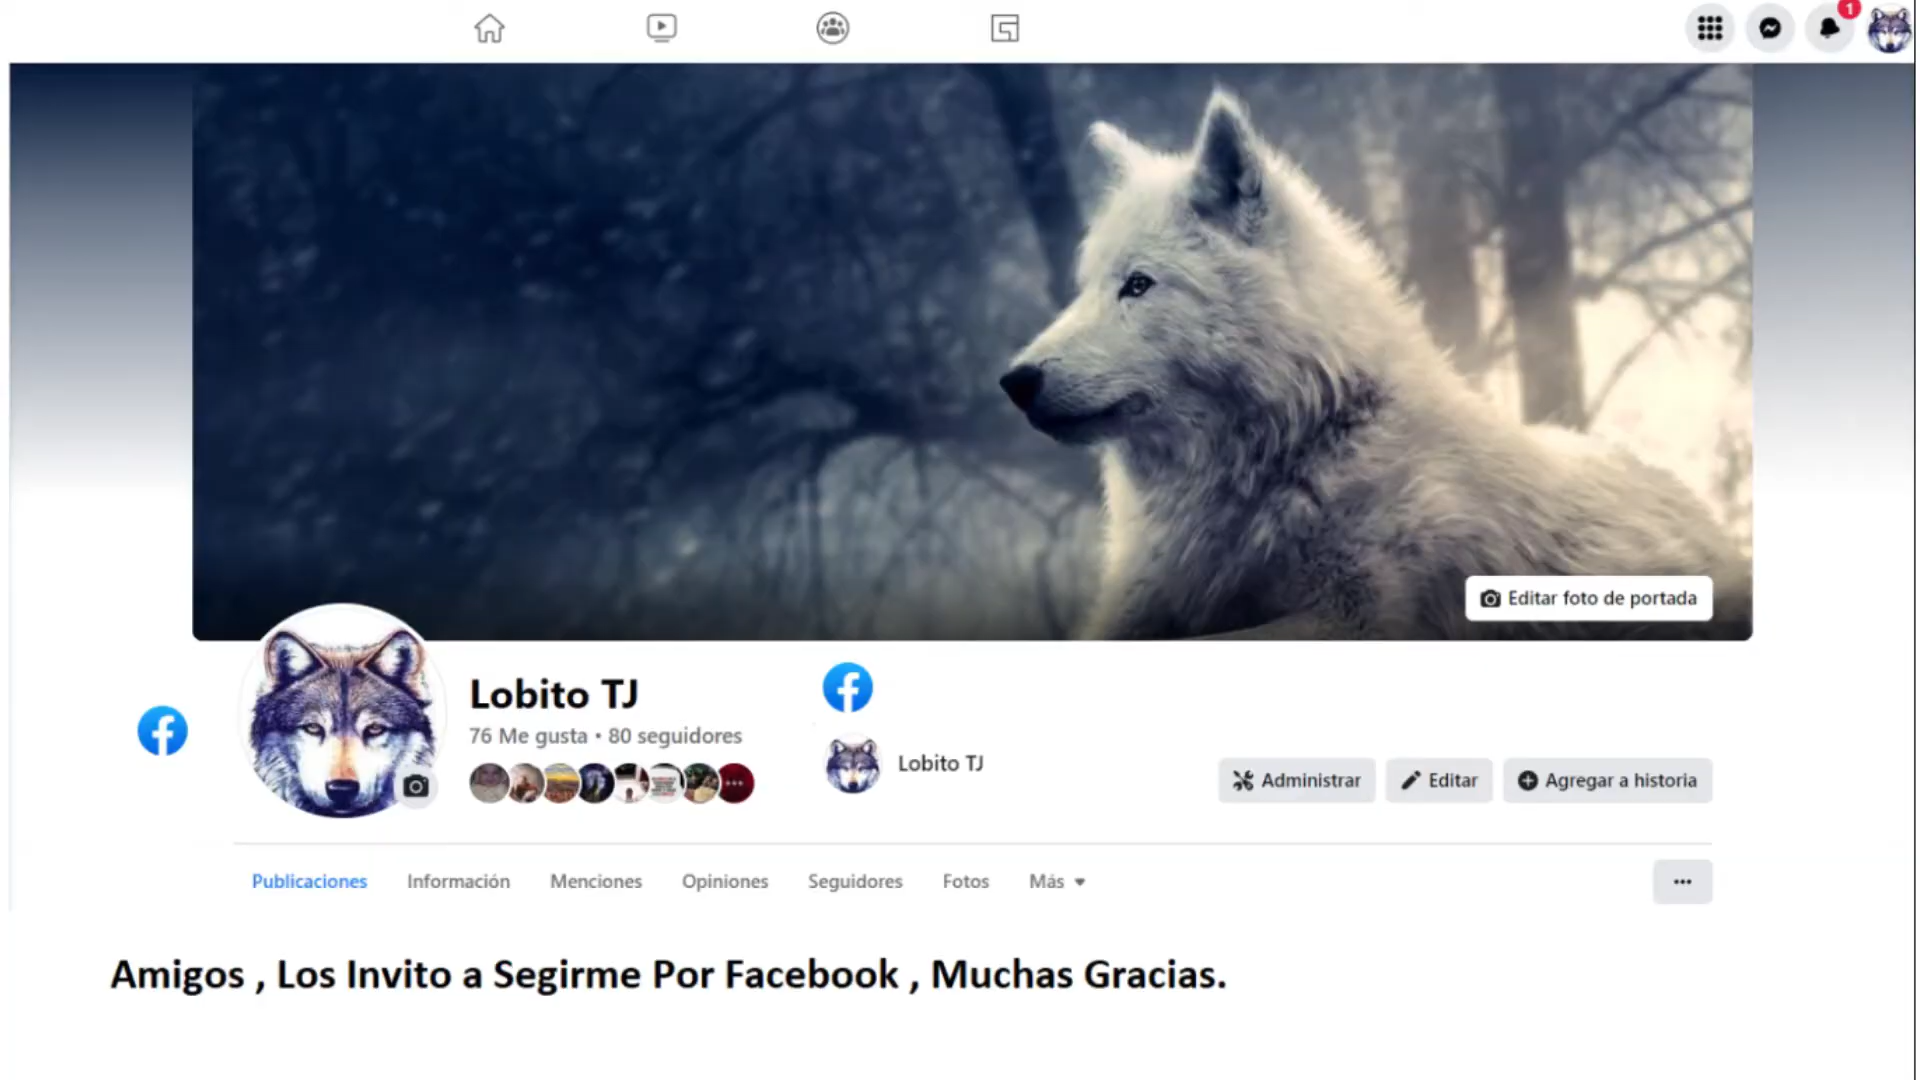 1
Editar foto de portada
Lobito TJ
76 Me gusta • 80 seguidores
Lobito TJ
Administrar
Editar
Agregar a historia
Publicaciones
Información
Menciones
Opiniones
Seguidores
Fotos
Más
Amigos , Los Invito a Segirme Por Facebook , Muchas Gracias.